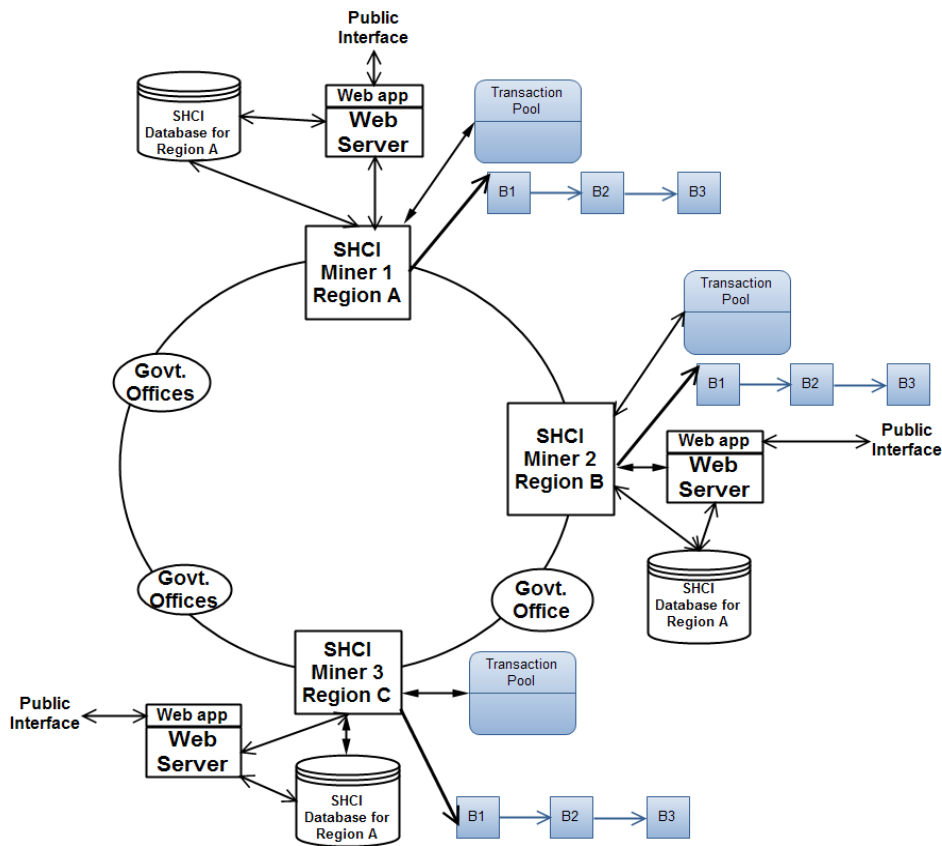 Public
Interface
Web app
Web
Server
SHCI
Database for
Region A
Transaction
Pool
B1
B2
B3
SHCI
Miner 1
Region A
Transaction
Pool
B1
B2
B3
Govt.
Offices
SHCI
Miner 2
Region B
Public
Interface
Web app
Web
Server
SHCI
Database for
Region A
Govt.
Offices
Govt.
Office
SHCI
Miner 3
Region C
Transaction
Pool
Public
Interface
Web app
Web
Server
SHCI
Database for
Region A
B1
B2
B3